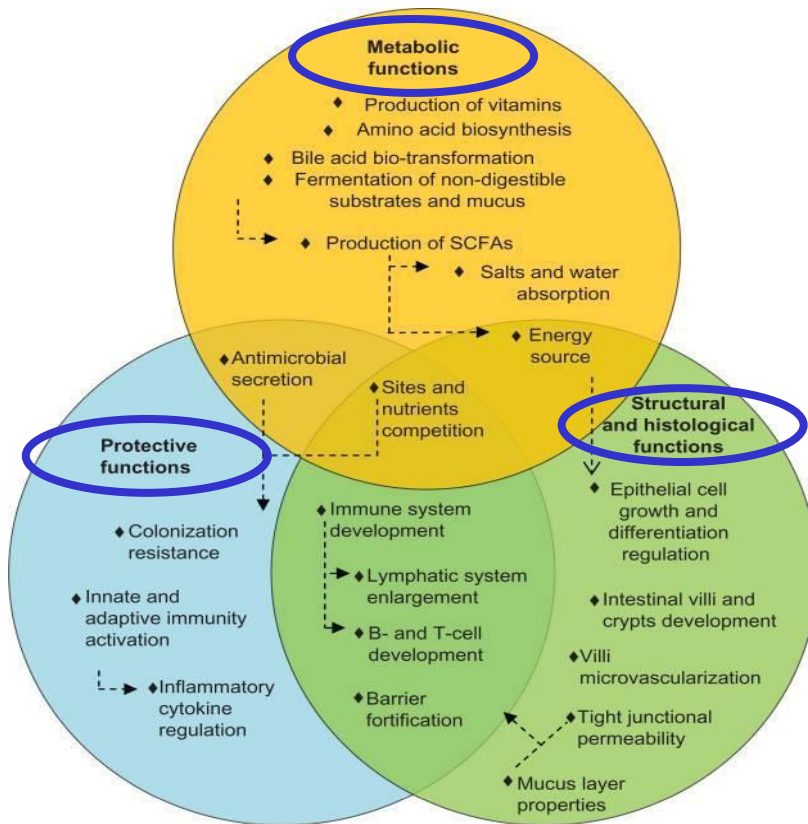 Metabolic
functions
♦ Production of vitamins
♦ Amino acid biosynthesis
♦ Bile acid bio-transformation
♦ Fermentation of non-digestible
substrates and mucus
♦ Production of SCFAs
♦ Salts and water
absorption
♦ Energy
source
♦ Antimicrobial
secretion
♦ Sites and
nutrients
competition
Protective
functions
♦ Colonization
resistance
♦ Innate and
adaptive immunity
activation
♦ Inflammatory
cytokine
regulation
♦ Immune system
development
♦ Lymphatic system
enlargement
♦ B- and T-cell
development
♦ Barrier
fortification
Structural
and histological
functions
♦ Epithelial cell
growth and
differentiation
regulation
♦ Intestinal villi and
crypts development
♦ Villi
microvascularization
♦ Tight junctional
permeability
♦ Mucus layer
properties